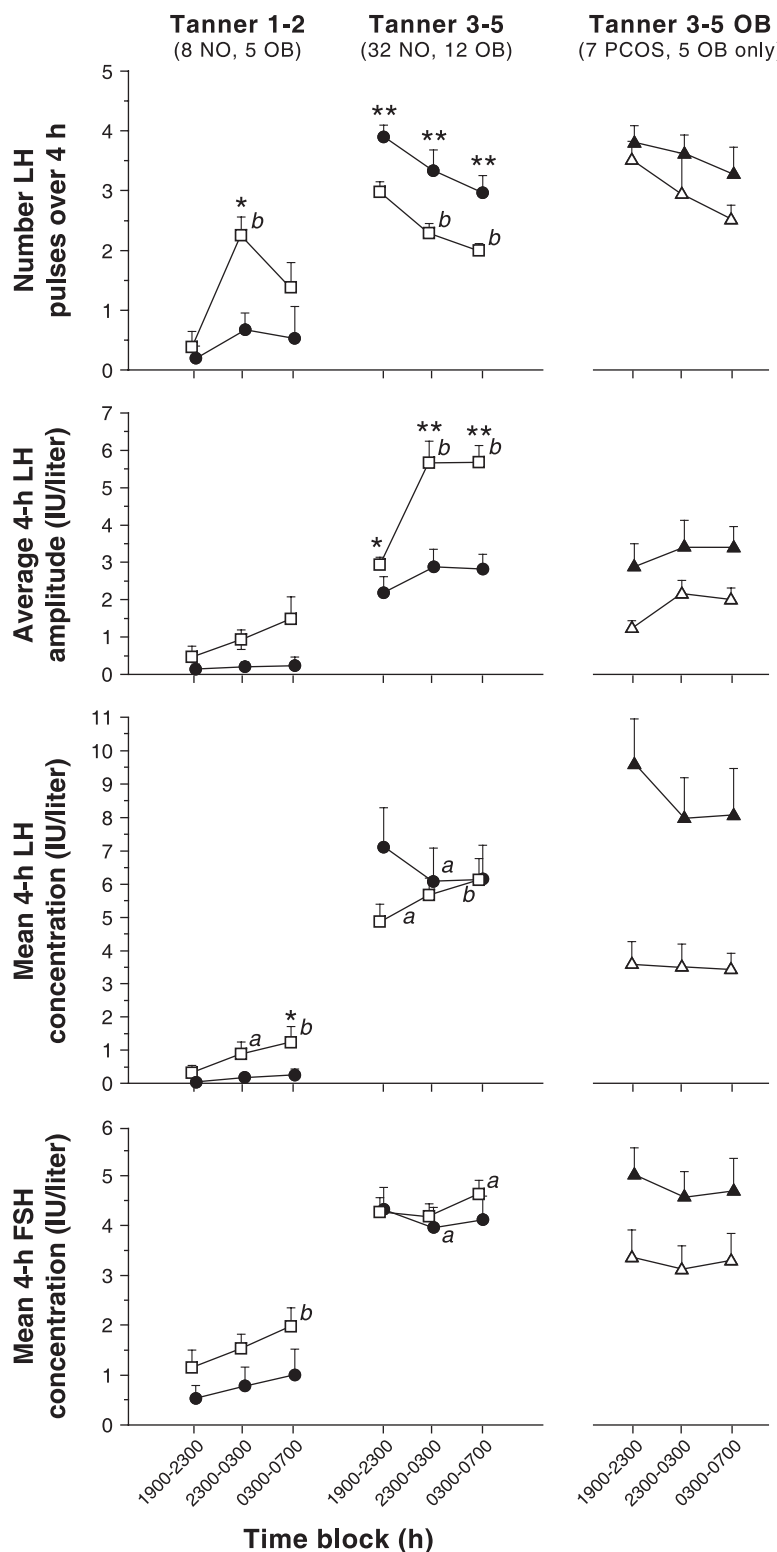 Tanner 1-2
(8 NO, 5 OB)
Tanner 3-5
(32 NO, 12 OB)
Tanner 3-5 OB
(7 PCOS, 5 OB only)
Number LH
pulses over 4 h
5
4
3
2
1
0
*
b
**
**
**
b
b
Average 4-h LH
amplitude (IU/liter)
7
6
5
4
3
2
1
0
*
**
b
**
b
Mean 4-h LH
concentration (IU/liter)
11
10
9
8
7
6
5
4
3
2
1
0
a
*
b
a
a
b
Mean 4-h FSH
concentration (IU/liter)
6
5
4
3
2
1
0
b
a
a
1900-2300
2300-0300
0300-0700
1900-2300
2300-0300
0300-0700
1900-2300
2300-0300
0300-0700
Time block (h)